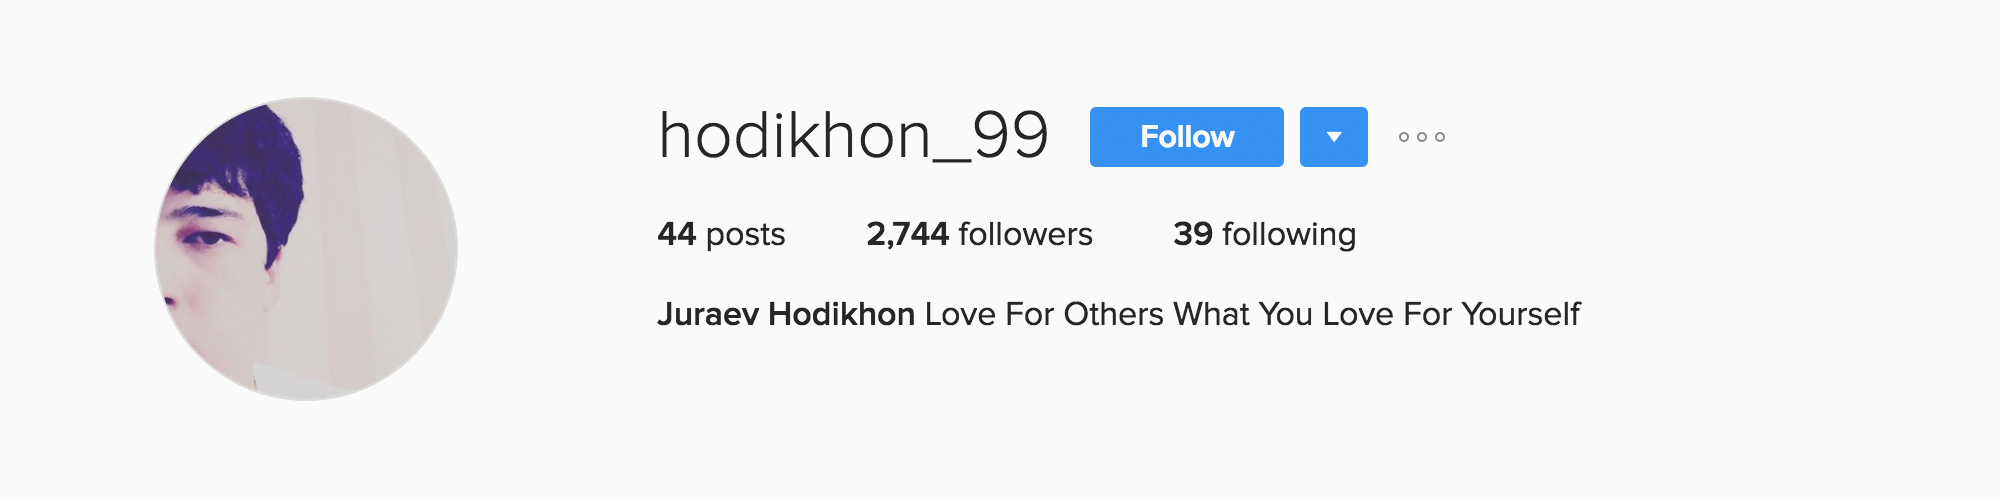 hodikhon_99 Follow
44 posts 2,744 followers 39 following
Juraev Hodikhon Love For Others What You Love For Yourself